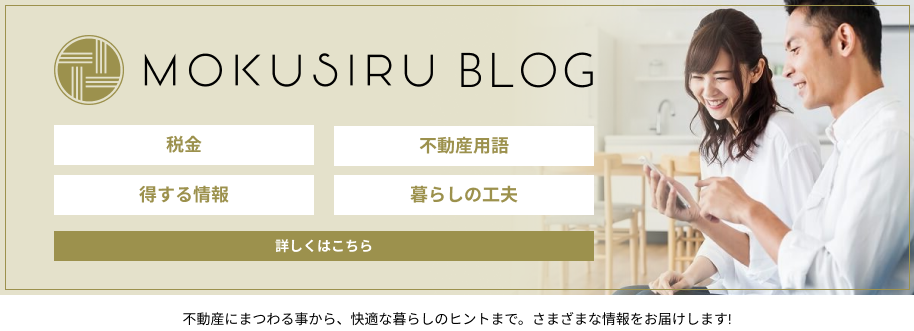 MOKUSIRU BLOG
税金
不動産用語
得する情報
暮らしの工夫
詳しくはこちら
不動産にまつわる事から、快適な暮らしのヒントまで。さまざまな情報をお届けします!